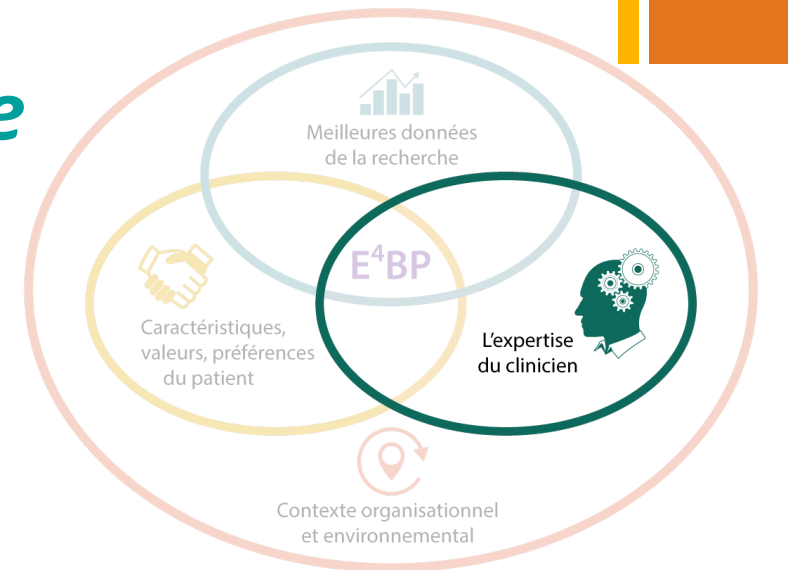 e
Meilleures données
de la recherche
E⁴BP
Caractéristiques,
valeurs, préférences
du patient
L'expertise
du clinicien
Contexte organisationnel
et environnemental